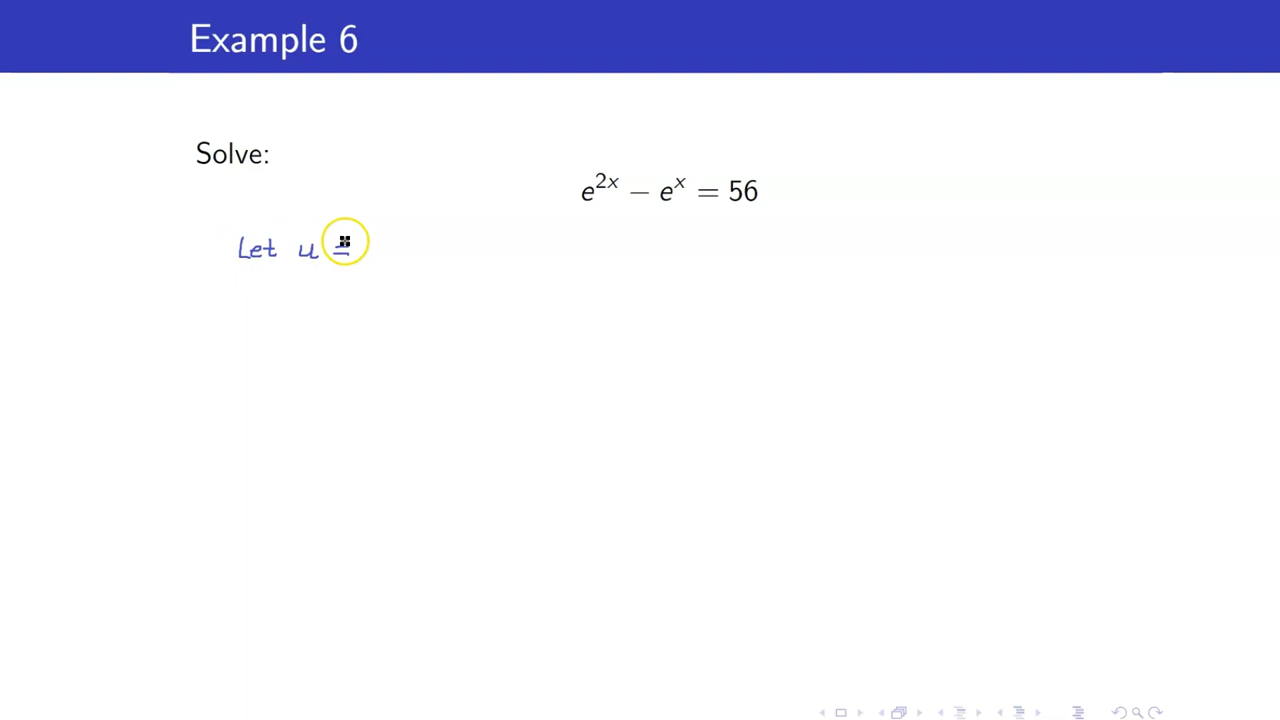 Example 6
Solve:
e^{2x} − e^x = 56
Let u =